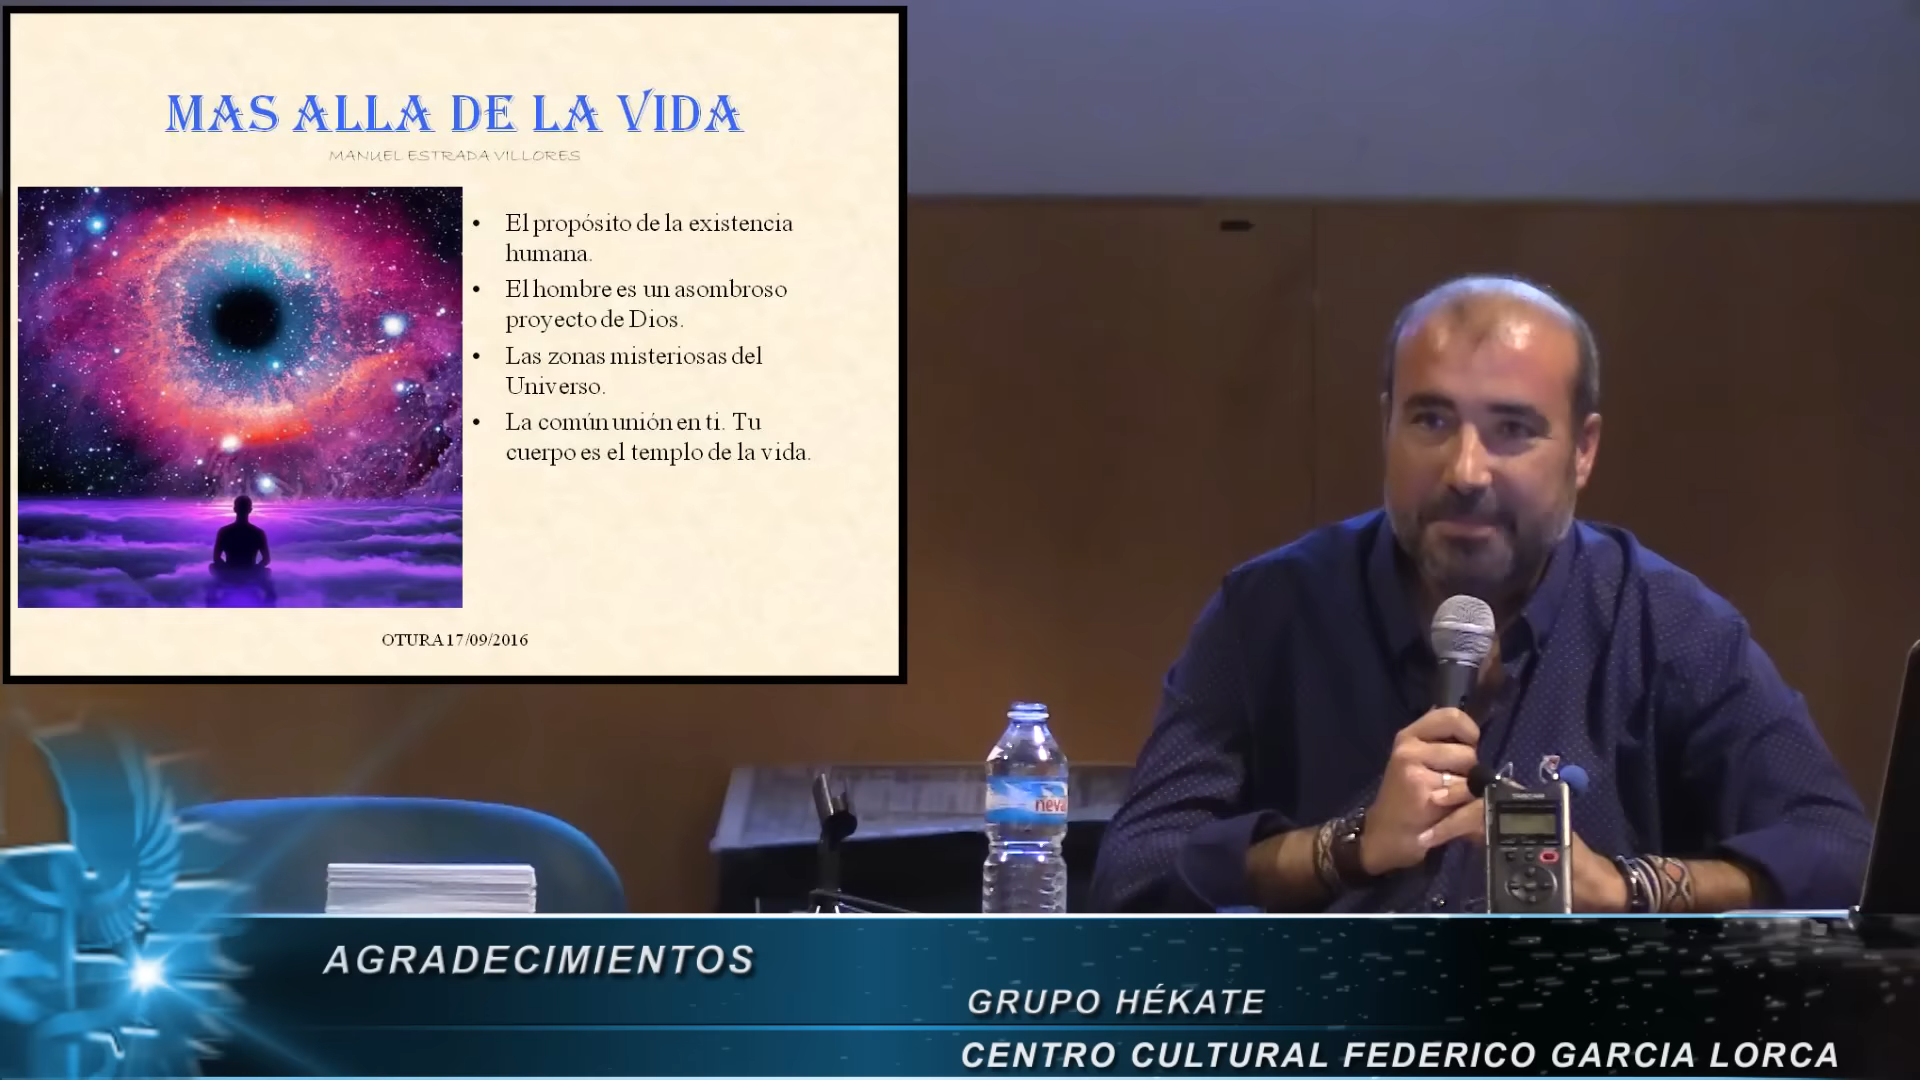 MAS ALLA DE LA VIDA
MANUEL ESTRADA VILLORES
• El propósito de la existencia
humana.
• El hombre es un asombroso
proyecto de Dios.
• Las zonas misteriosas del
Universo.
• La común unión en ti. Tu
cuerpo es el templo de la vida.
OTURA 17/09/2016
neval
TASCAM
AGRADECIMIENTOS
GRUPO HÉKATE
CENTRO CULTURAL FEDERICO GARCIA LORCA